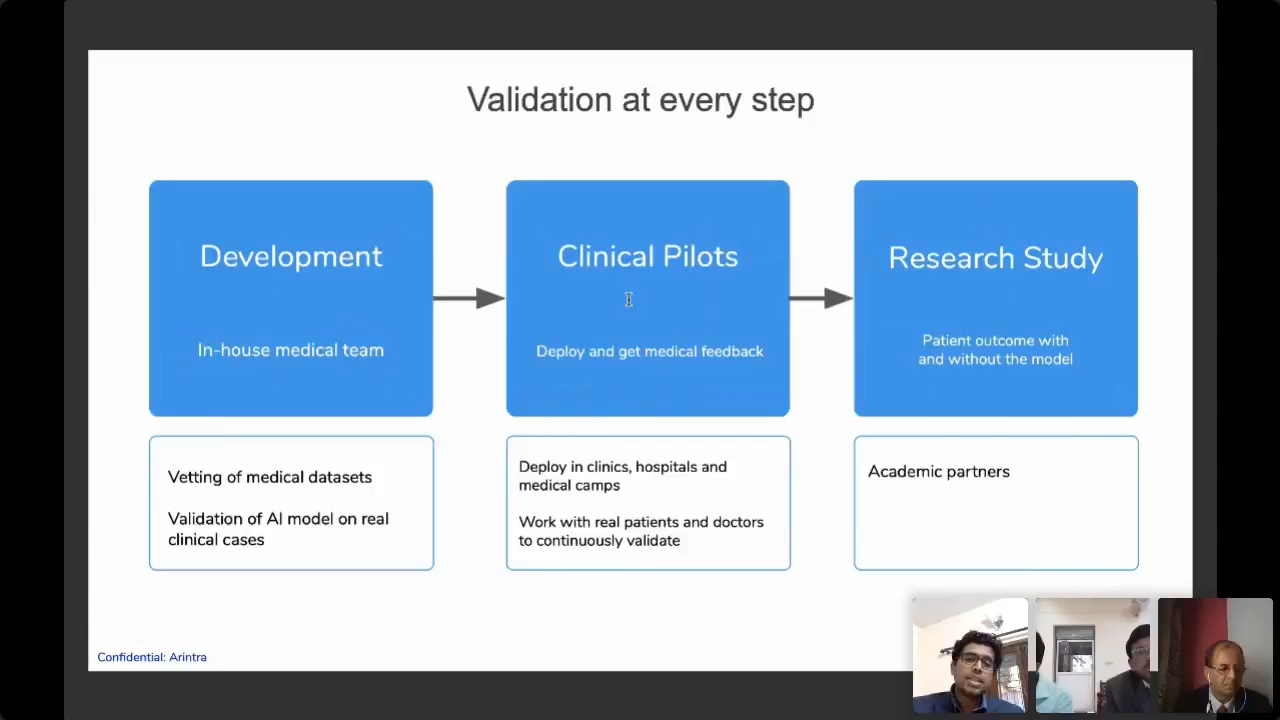 Validation at every step
Development
In-house medical team
Clinical Pilots
Deploy and get medical feedback
Research Study
Patient outcome with
and without the model
Vetting of medical datasets
Validation of AI model on real
clinical cases
Deploy in clinics, hospitals and
medical camps
Work with real patients and doctors
to continuously validate
Academic partners
Confidential: Arintra